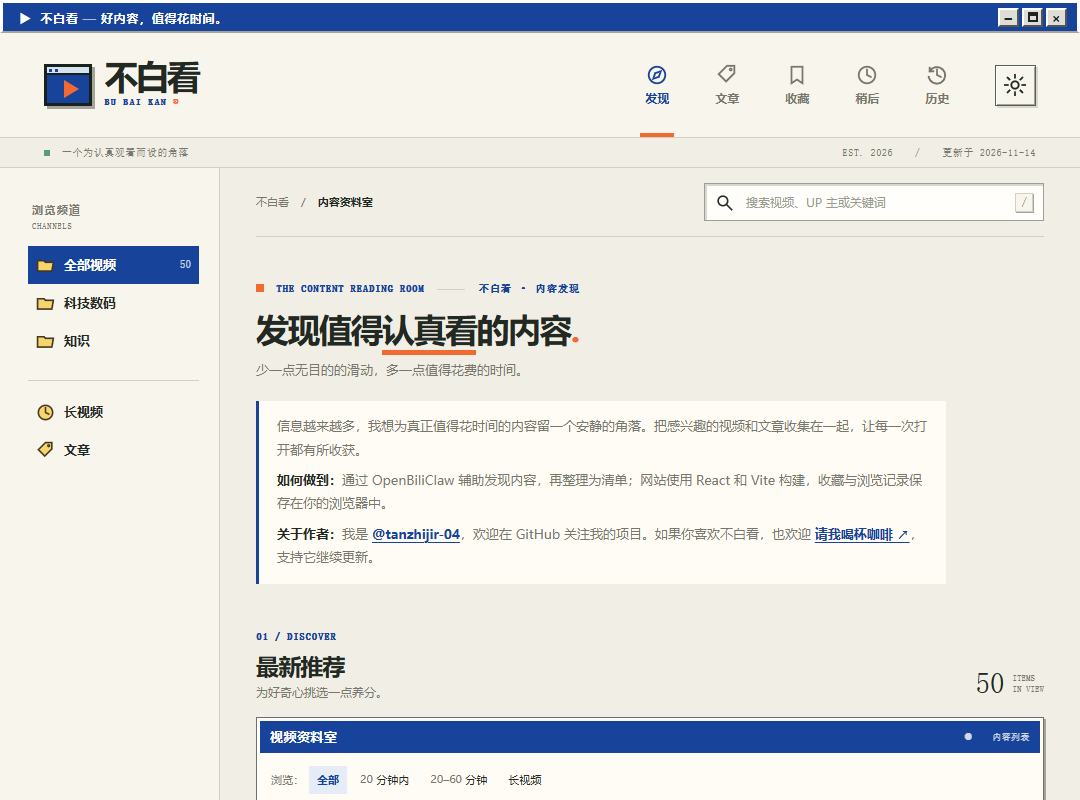 不白看 — 好内容，值得花时间。
不白看
BU BAI KAN
发现
文章
收藏
稍后
历史
一个为认真观看而设的角落
EST. 2026 / 更新于 2026-11-14
浏览频道
CHANNELS
全部视频 50
科技数码
知识
长视频
文章
不白看 / 内容资料室
搜索视频、UP 主或关键词 /
THE CONTENT READING ROOM —— 不白看 · 内容发现
发现值得认真看的内容.
少一点无目的的滑动，多一点值得花费的时间。
信息越来越多，我想为真正值得花时间的内容留一个安静的角落。把感兴趣的视频和文章收集在一起，让每一次打
开都有所收获。
如何做到：通过 OpenBiliClaw 辅助发现内容，再整理为清单；网站使用 React 和 Vite 构建，收藏与浏览记录保
存在你的浏览器中。
关于作者：我是 @tanzhijir-04，欢迎在 GitHub 关注我的项目。如果你喜欢不白看，也欢迎 请我喝杯咖啡 ↗，
支持它继续更新。
01 / DISCOVER
最新推荐
为好奇心挑选一点养分。
50 ITEMS
IN VIEW
视频资料室
内容列表
浏览： 全部 20 分钟内 20–60 分钟 长视频